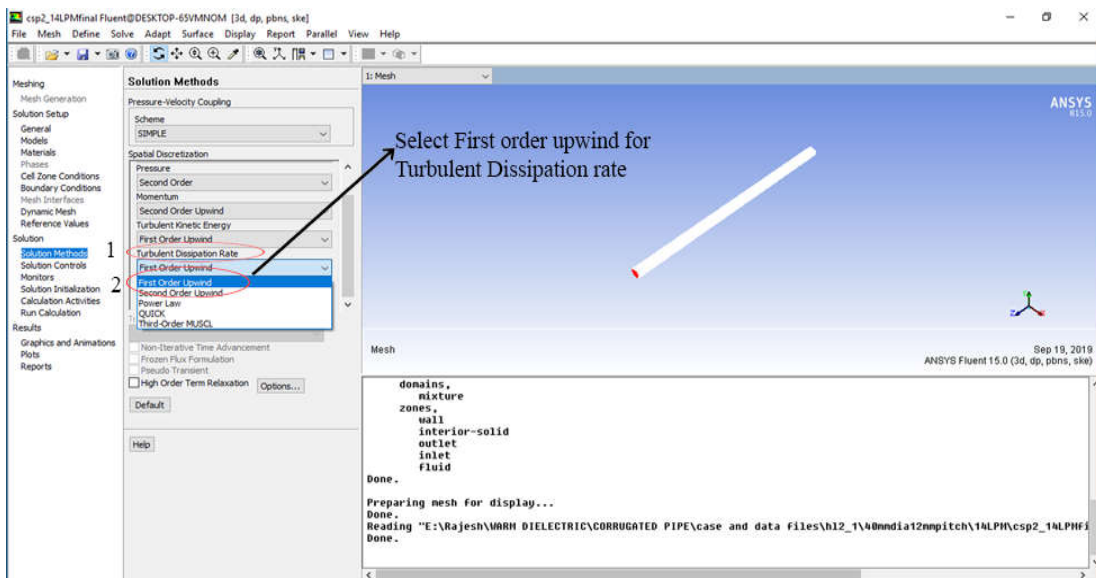 csp2_14LPMfinal Fluent@DESKTOP-65VMNOM [3d, dp, pbns, ske]
File Mesh Define Solve Adapt Surface Display Report Parallel View Help
Meshing
Mesh Generation
Solution Setup
General
Models
Materials
Phases
Cell Zone Conditions
Boundary Conditions
Mesh Interfaces
Dynamic Mesh
Reference Values
Solution
Solution Methods
Solution Controls
Monitors
Solution Initialization
Calculation Activities
Run Calculation
Results
Graphics and Animations
Plots
Reports
Solution Methods
Pressure-Velocity Coupling
Scheme
SIMPLE
Spatial Discretization
Pressure
Second Order
Momentum
Second Order Upwind
Turbulent Kinetic Energy
First Order Upwind
1
Turbulent Dissipation Rate
First Order Upwind
2
First Order Upwind
Second Order Upwind
Power Law
QUICK
Third-Order MUSCL
Non-Iterative Time Advancement
Frozen Flux Formulation
Pseudo Transient
High Order Term Relaxation Options...
Default
Help
1: Mesh
ANSYS
R15.0
Select First order upwind for
Turbulent Dissipation rate
Mesh
Sep 19, 2019
ANSYS Fluent 15.0 (3d, dp, pbns, ske)
domains,
mixture
zones,
wall
interior-solid
outlet
inlet
fluid
Done.
Preparing mesh for display...
Done.
Reading "E:\Rajesh\WARM DIELECTRIC\CORRUGATED PIPE\case and data files\hl2_1\40mmdia12mmpitch\14LPM\csp2_14LPMfi
Done.